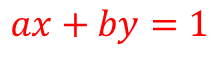 ax + by = 1